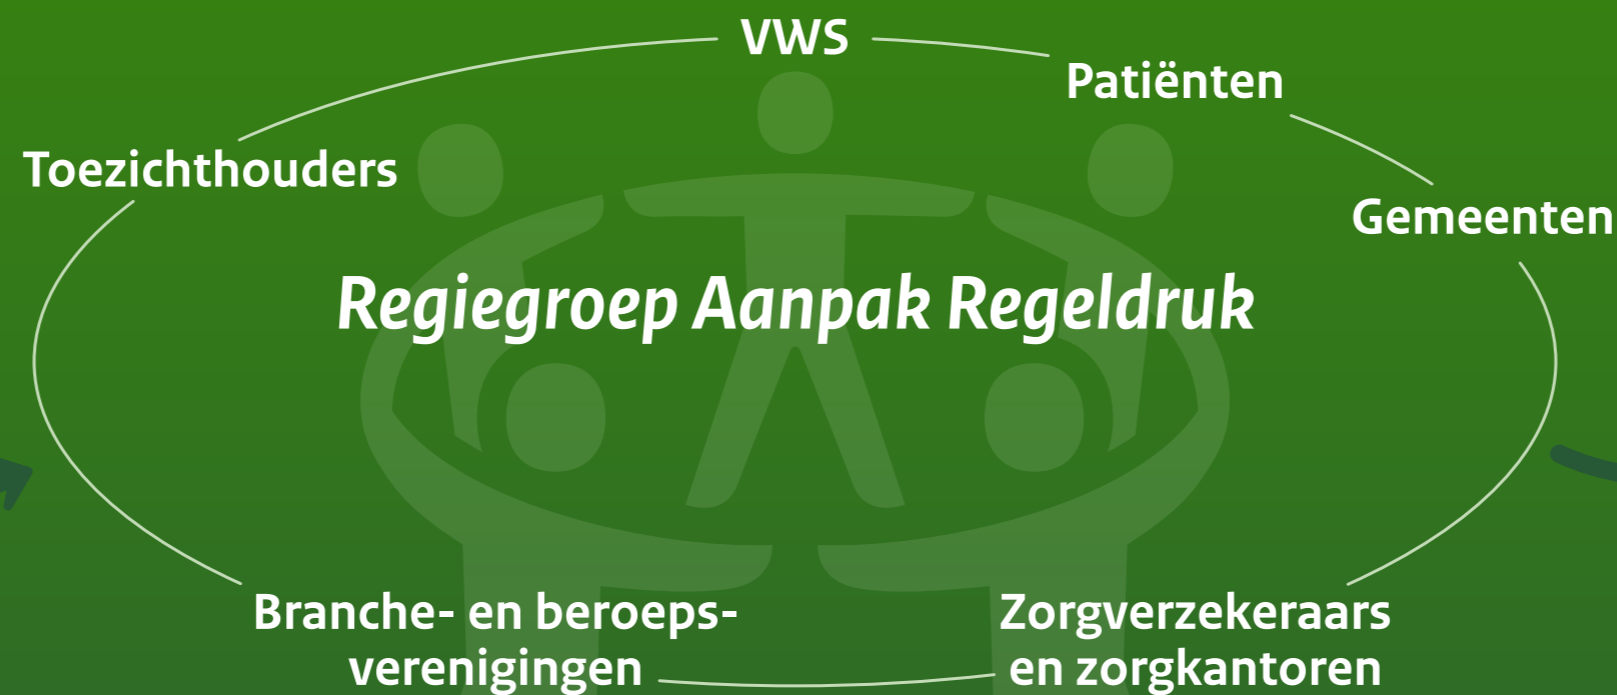 VWS
Patiënten
Toezichthouders
Gemeenten
Regiegroep Aanpak Regeldruk
Branche- en beroeps-
verenigingen
Zorgverzekeraars
en zorgkantoren